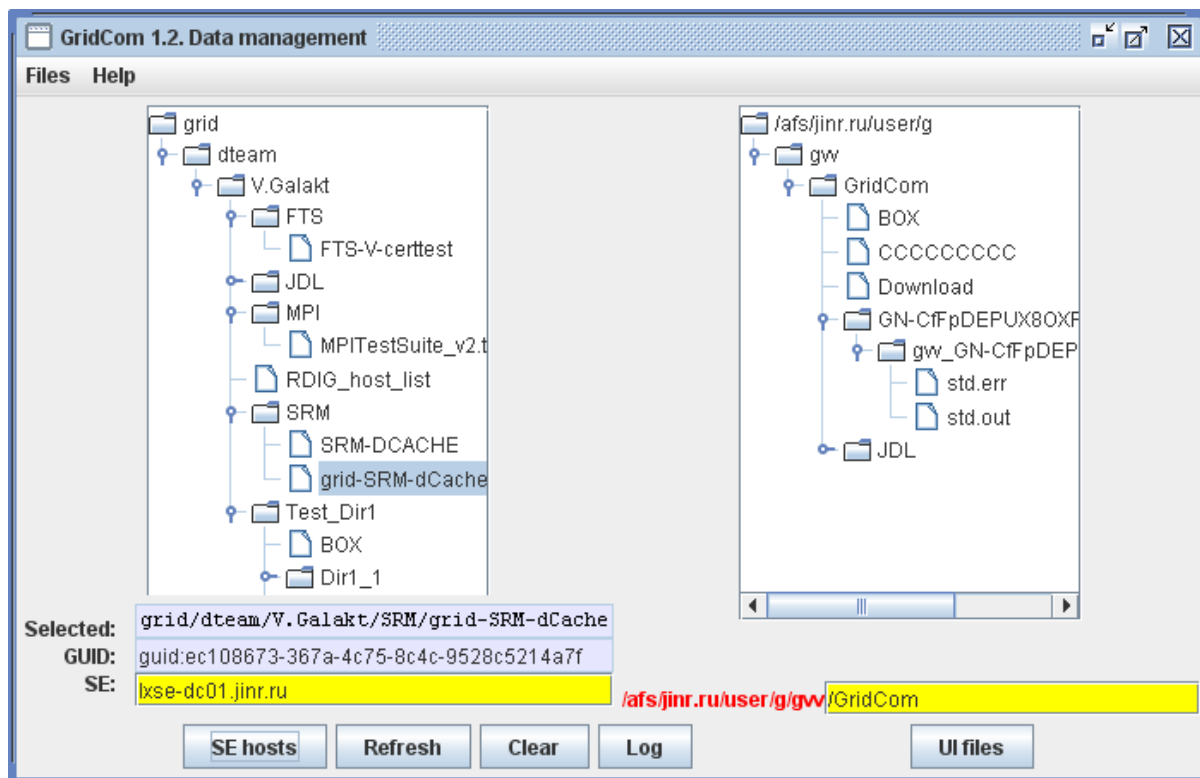 GridCom 1.2. Data management
Files Help
grid
dteam
V.Galakt
FTS
FTS-V-certtest
JDL
MPI
MPITestSuite_v2.t
RDIG_host_list
SRM
SRM-DCACHE
grid-SRM-dCache
Test_Dir1
BOX
Dir1_1
/afs/jinr.ru/user/g
gvv
GridCom
BOX
CCCCCCCCC
Download
GN-CfFpDEPUX8OXF
gvv_GN-CfFpDEP
std.err
std.out
JDL
Selected: grid/dteam/V.Galakt/SRM/grid-SRM-dCache
GUID: guid:ec108673-367a-4c75-8c4c-9528c5214a7f
SE: lxse-dc01.jinr.ru
/afs/jinr.ru/user/g/gvv /GridCom
SE hosts Refresh Clear Log UI files